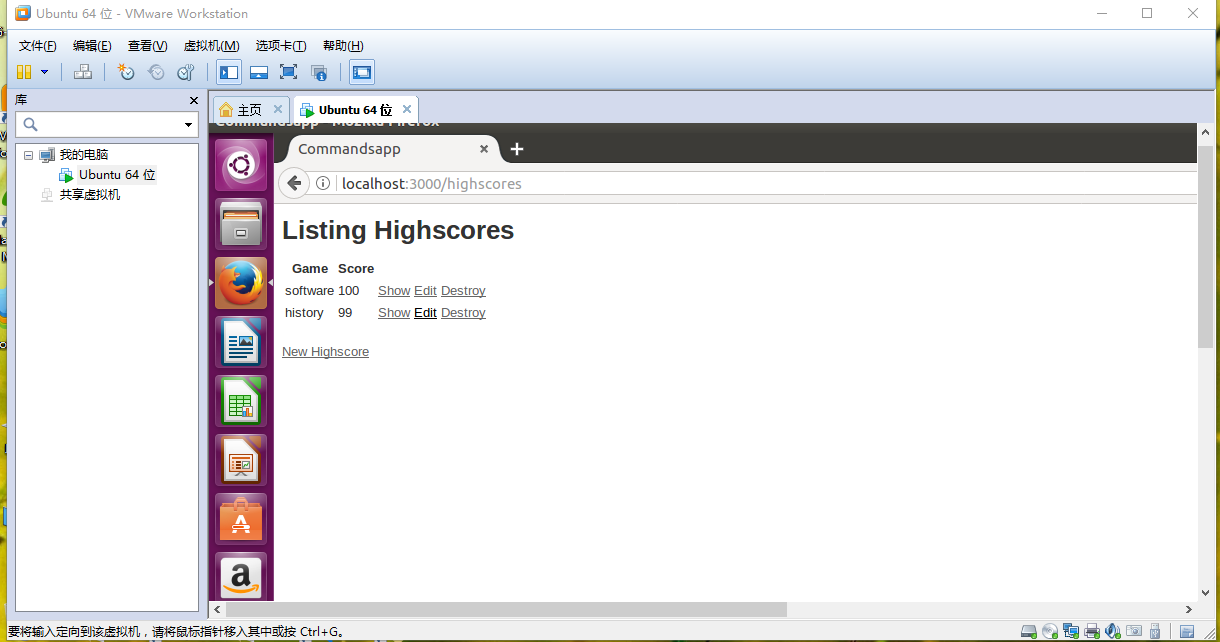 Ubuntu 64 位 - VMware Workstation
文件(F) 编辑(E) 查看(V) 虚拟机(M) 选项卡(T) 帮助(H)
库
主页 Ubuntu 64 位
我的电脑
Ubuntu 64 位
共享虚拟机
Commandsapp - Mozilla Firefox
Commandsapp
localhost:3000/highscores
Listing Highscores
Game Score
software 100 Show Edit Destroy
history 99 Show Edit Destroy
New Highscore
要将输入定向到该虚拟机，请将鼠标指针移入其中或按 Ctrl+G。